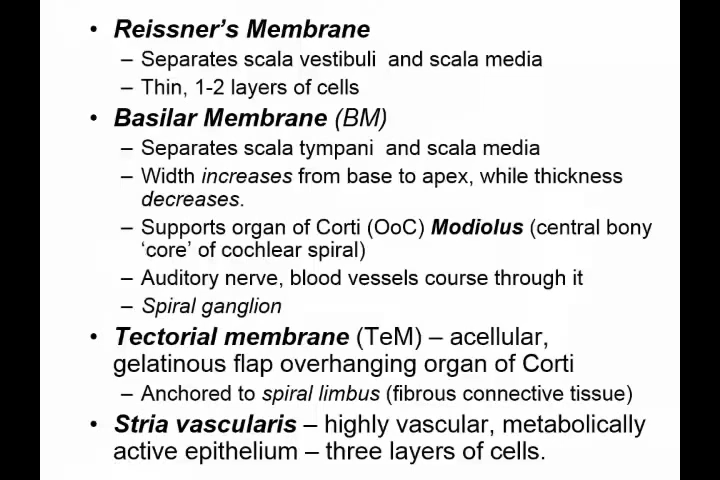 • Reissner's Membrane
– Separates scala vestibuli and scala media
– Thin, 1-2 layers of cells
• Basilar Membrane (BM)
– Separates scala tympani and scala media
– Width increases from base to apex, while thickness
decreases.
– Supports organ of Corti (OoC) Modiolus (central bony
‘core’ of cochlear spiral)
– Auditory nerve, blood vessels course through it
– Spiral ganglion
• Tectorial membrane (TeM) – acellular,
gelatinous flap overhanging organ of Corti
– Anchored to spiral limbus (fibrous connective tissue)
• Stria vascularis – highly vascular, metabolically
active epithelium – three layers of cells.